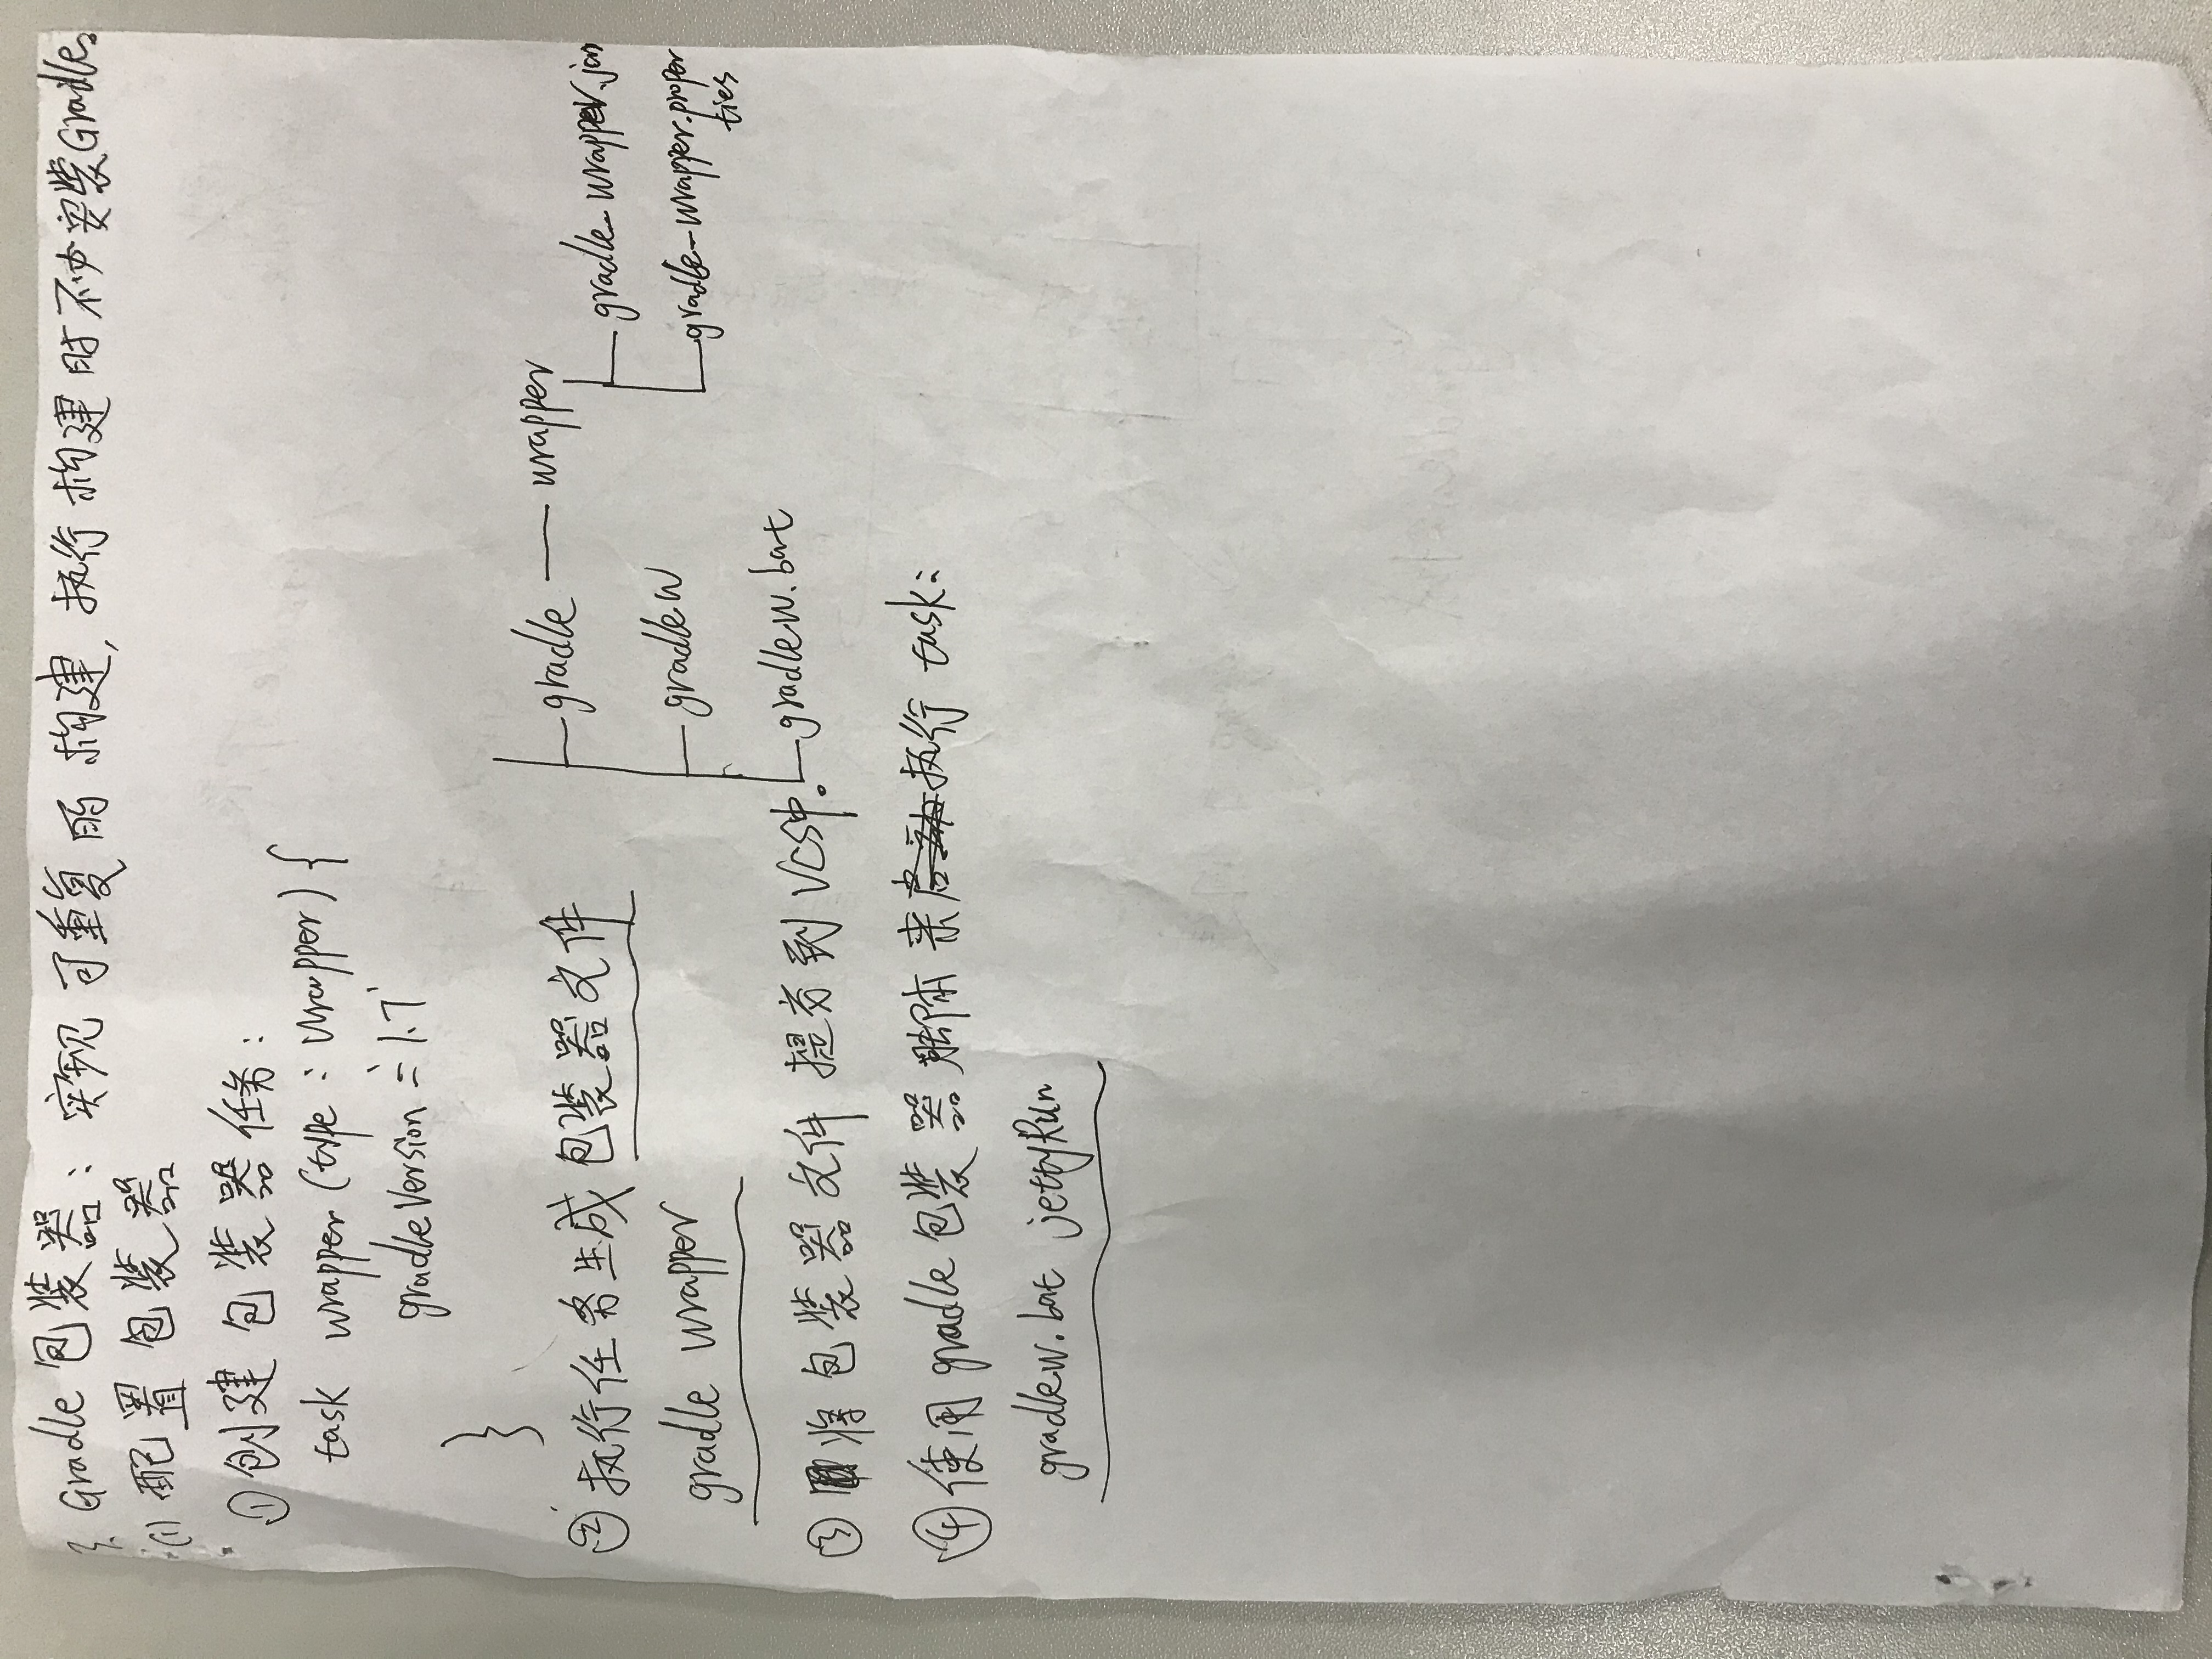 3. Gradle 包装器：实现可重复的构建，执行构建时不必安装Gradle。
(1) 配置包装器
① 创建包装器任务：
task wrapper (type : Wrapper) {
gradleVersion = '1.7'
}
② 执行任务生成包装器文件
gradle wrapper
gradle — wrapper
gradle-wrapper.jar
gradle-wrapper.proper
ties
gradlew
gradlew.bat
③ 将包装器文件提交到VCS中。
④ 使用gradle包装器脚本来执行 task：
gradlew.bat jettyRun